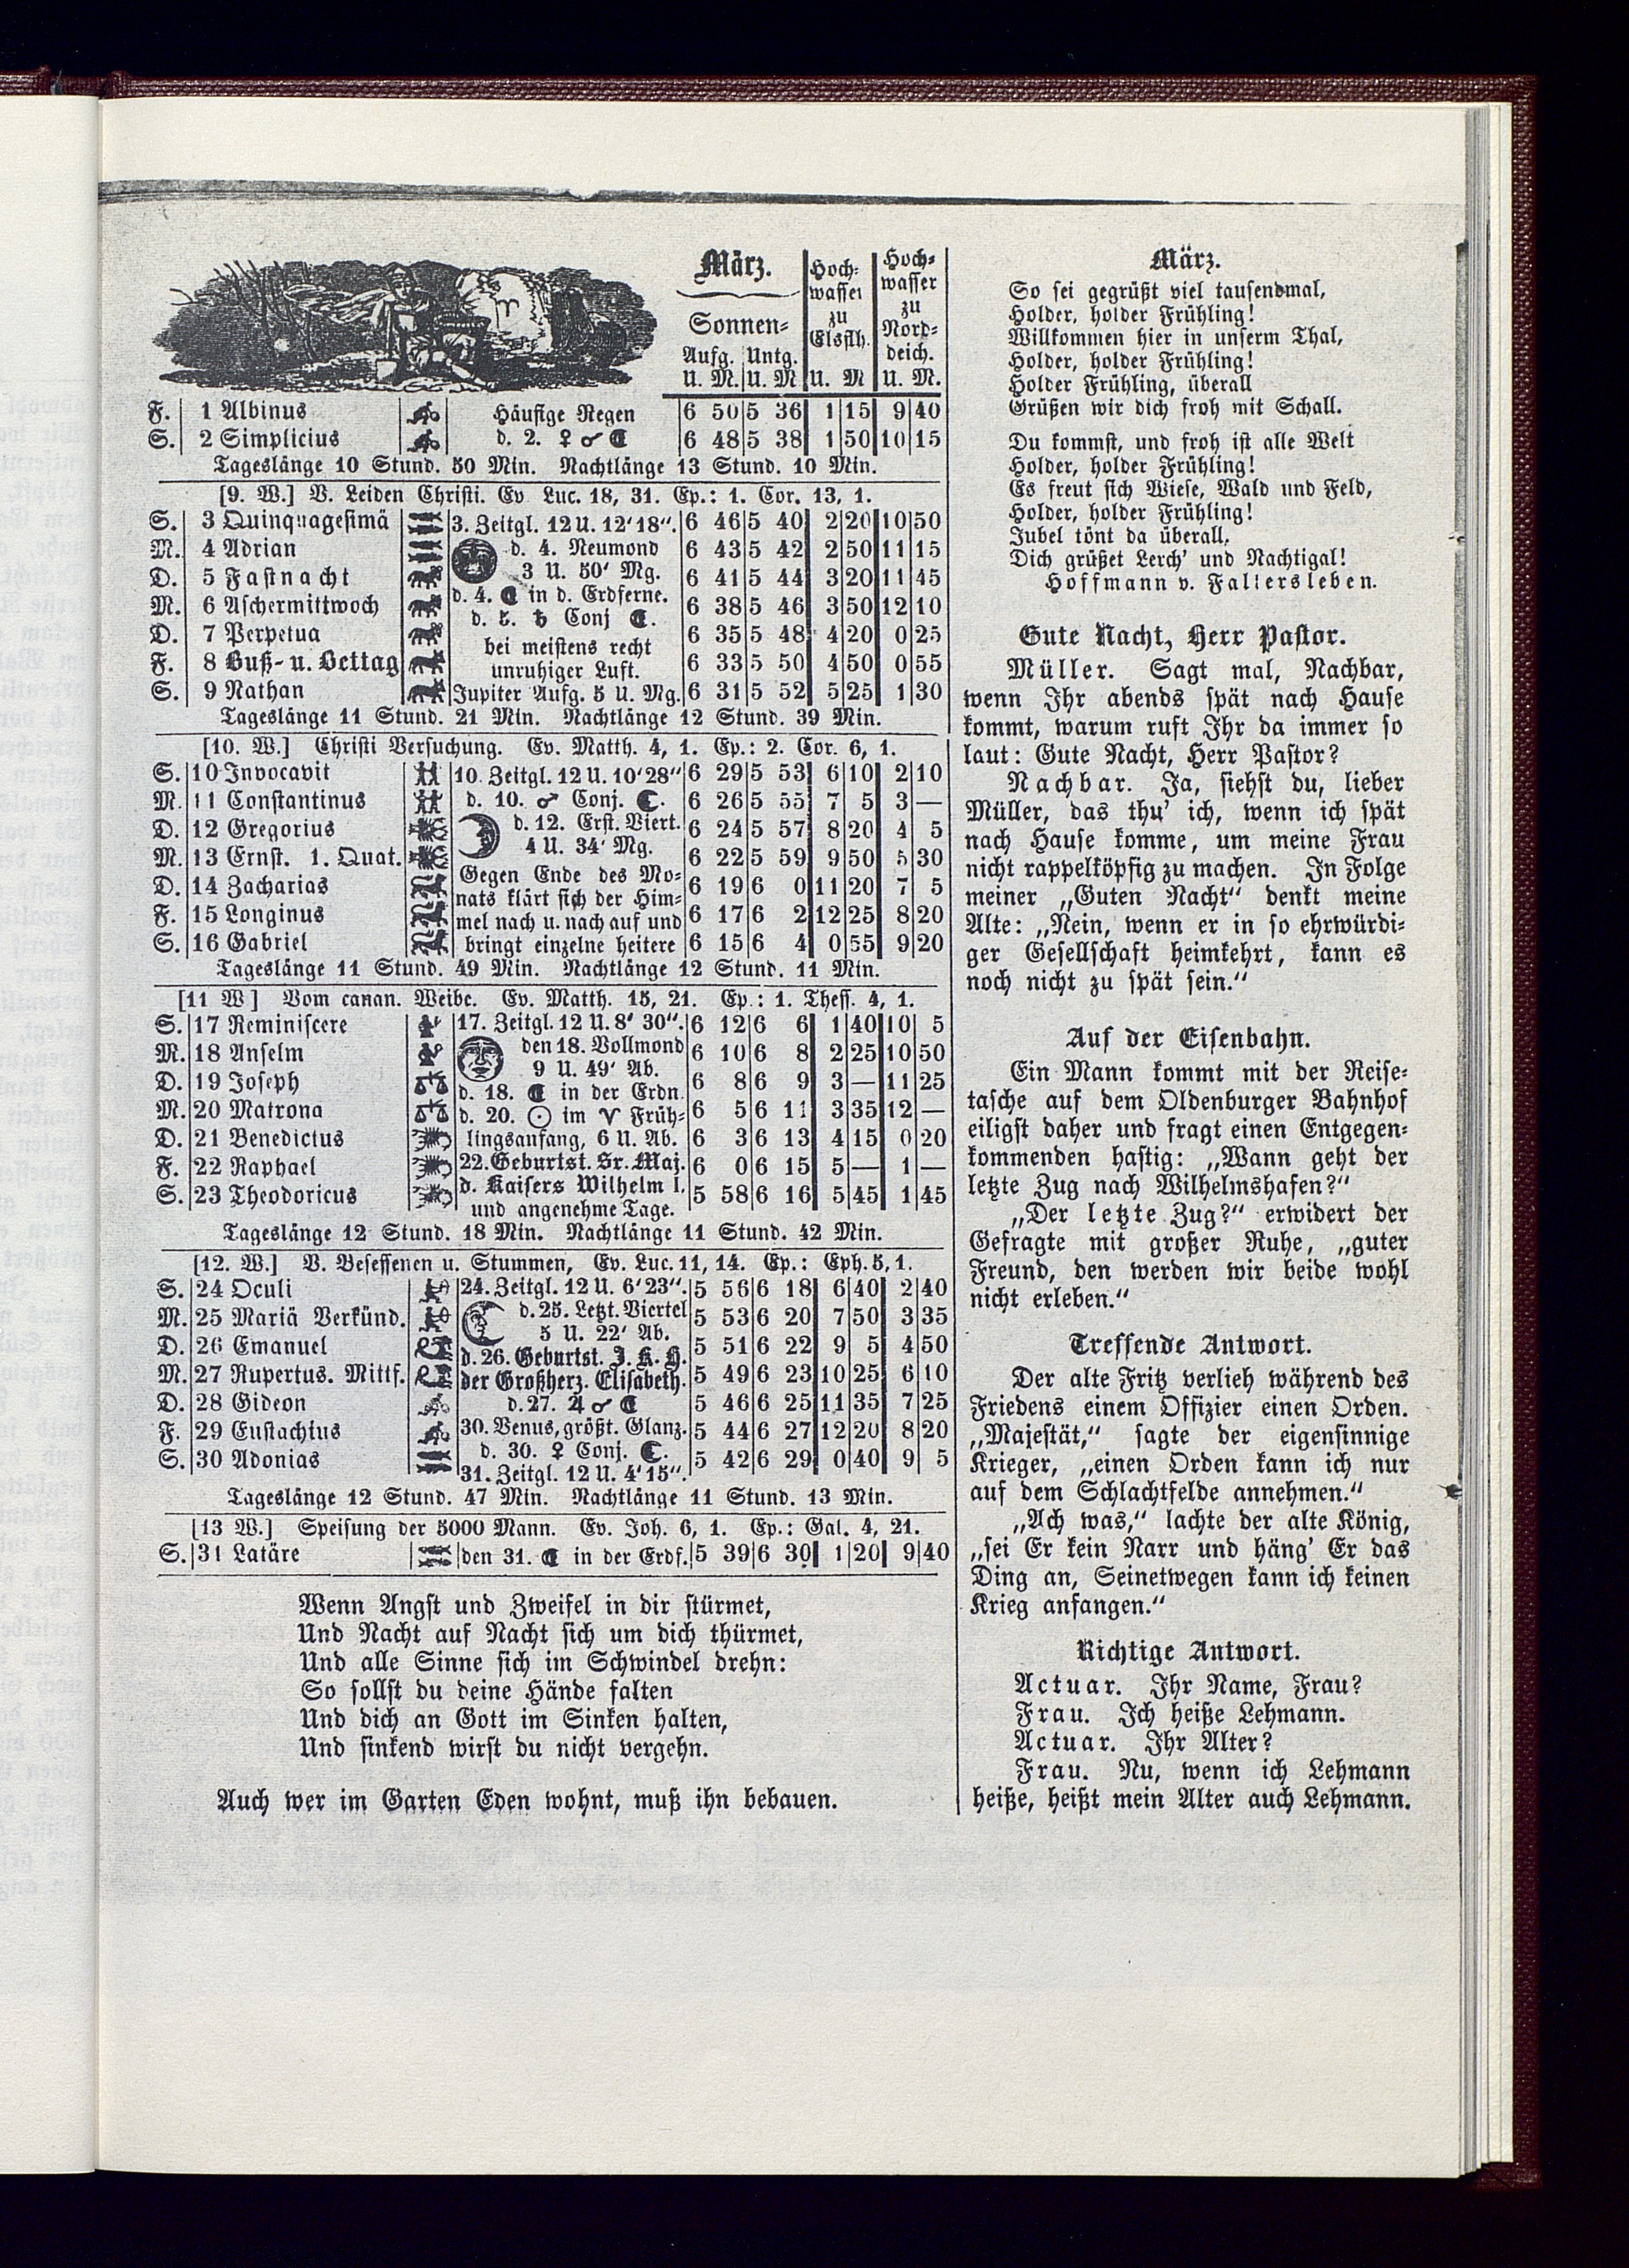 März.
Sonnen-
Aufg. Untg.
U. M. U. M
Hoch-
wasser
zu
Elsfth.
U. M
Hoch-
wasser
zu
Nord-
deich.
U. M.
F. 1 Albinus Häufige Regen 6 50 5 36 1 15 9 40
S. 2 Simplicius d. 2. ♀ ☌ ☾ 6 48 5 38 1 50 10 15
Tageslänge 10 Stund. 50 Min. Nachtlänge 13 Stund. 10 Min.
[9. W.] V. Leiden Christi. Ev. Luc. 18, 31. Ep.: 1. Cor. 13, 1.
S. 3 Quinquagesimä 3. Zeitgl. 12 U. 12' 18". 6 46 5 40 2 20 10 50
M. 4 Adrian d. 4. Neumond 6 43 5 42 2 50 11 15
D. 5 Fastnacht 3 U. 50' Mg. 6 41 5 44 3 20 11 45
M. 6 Aschermittwoch d. 4. ☾ in d. Erdferne. 6 38 5 46 3 50 12 10
D. 7 Perpetua d. 5. ♄ Conj ☾. 6 35 5 48 4 20 0 25
F. 8 Buß- u. Bettag bei meistens recht 6 33 5 50 4 50 0 55
unruhiger Luft.
S. 9 Nathan Jupiter Aufg. 5 U. Mg. 6 31 5 52 5 25 1 30
Tageslänge 11 Stund. 21 Min. Nachtlänge 12 Stund. 39 Min.
[10. W.] Christi Versuchung. Ev. Matth. 4, 1. Ep.: 2. Cor. 6, 1.
S. 10 Invocavit 10. Zeitgl. 12 U. 10' 28" 6 29 5 53 6 10 2 10
M. 11 Constantinus d. 10. ♂ Conj. ☾. 6 26 5 55 7 5 3 —
D. 12 Gregorius d. 12. Erst. Viert. 6 24 5 57 8 20 4 5
M. 13 Ernst. 1. Quat. 4 U. 34' Mg. 6 22 5 59 9 50 5 30
Gegen Ende des Mo-
D. 14 Zacharias nats klärt sich der Him- 6 19 6 0 11 20 7 5
F. 15 Longinus mel nach u. nach auf und 6 17 6 2 12 25 8 20
S. 16 Gabriel bringt einzelne heitere 6 15 6 4 0 55 9 20
Tageslänge 11 Stund. 49 Min. Nachtlänge 12 Stund. 11 Min.
[11 W.] Vom canan. Weibe. Ev. Matth. 15, 21. Ep.: 1. Thess. 4, 1.
S. 17 Reminiscere 17. Zeitgl. 12 U. 8' 30". 6 12 6 6 1 40 10 5
M. 18 Anselm den 18. Vollmond 6 10 6 8 2 25 10 50
9 U. 49' Ab.
D. 19 Joseph d. 18. ☾ in der Erdn. 6 8 6 9 3 — 11 25
M. 20 Matrona d. 20. ☉ im ♈ Früh- 6 5 6 11 3 35 12 —
D. 21 Benedictus lingsanfang, 6 U. Ab. 6 3 6 13 4 15 0 20
F. 22 Raphael 22. Geburtst. Sr. Maj. 6 0 6 15 5 — 1 —
S. 23 Theodoricus d. Kaisers Wilhelm I. 5 58 6 16 5 45 1 45
und angenehme Tage.
Tageslänge 12 Stund. 18 Min. Nachtlänge 11 Stund. 42 Min.
[12. W.] V. Besessenen u. Stummen, Ev. Luc. 11, 14. Ep.: Eph. 5, 1.
S. 24 Oculi 24. Zeitgl. 12 U. 6' 23". 5 56 6 18 6 40 2 40
M. 25 Mariä Verkünd. d. 25. Letzt. Viertel 5 53 6 20 7 50 3 35
5 U. 22' Ab.
D. 26 Emanuel d. 26. Geburtst. J. K. H. 5 51 6 22 9 5 4 50
M. 27 Rupertus. Mittf. der Großherz. Elisabeth. 5 49 6 23 10 25 6 10
D. 28 Gideon d. 27. ♃ ☌ ☾ 5 46 6 25 11 35 7 25
F. 29 Eustachius 30. Venus, größt. Glanz. 5 44 6 27 12 20 8 20
S. 30 Adonias d. 30. ♀ Conj. ☾. 5 42 6 29 0 40 9 5
31. Zeitgl. 12 U. 4' 15".
Tageslänge 12 Stund. 47 Min. Nachtlänge 11 Stund. 13 Min.
[13 W.] Speisung der 5000 Mann. Ev. Joh. 6, 1. Ep.: Gal. 4, 21.
S. 31 Latäre den 31. ☾ in der Erdf. 5 39 6 30 1 20 9 40
Wenn Angst und Zweifel in dir stürmet,
Und Nacht auf Nacht sich um dich thürmet,
Und alle Sinne sich im Schwindel drehn:
So sollst du deine Hände falten
Und dich an Gott im Sinken halten,
Und sinkend wirst du nicht vergehn.
Auch wer im Garten Eden wohnt, muß ihn bebauen.
März.
So sei gegrüßt viel tausendmal,
Holder, holder Frühling!
Willkommen hier in unserm Thal,
Holder, holder Frühling!
Holder Frühling, überall
Grüßen wir dich froh mit Schall.
Du kommst, und froh ist alle Welt
Holder, holder Frühling!
Es freut sich Wiese, Wald und Feld,
Holder, holder Frühling!
Jubel tönt da überall,
Dich grüßet Lerch' und Nachtigal!
Hoffmann v. Fallersleben.
Gute Nacht, Herr Pastor.
Müller. Sagt mal, Nachbar,
wenn Ihr abends spät nach Hause
kommt, warum ruft Ihr da immer so
laut: Gute Nacht, Herr Pastor?
Nachbar. Ja, siehst du, lieber
Müller, das thu' ich, wenn ich spät
nach Hause komme, um meine Frau
nicht rappelköpfig zu machen. In Folge
meiner „Guten Nacht“ denkt meine
Alte: „Nein, wenn er in so ehrwürdi-
ger Gesellschaft heimkehrt, kann es
noch nicht zu spät sein.“
Auf der Eisenbahn.
Ein Mann kommt mit der Reise-
tasche auf dem Oldenburger Bahnhof
eiligst daher und fragt einen Entgegen-
kommenden hastig: „Wann geht der
letzte Zug nach Wilhelmshafen?“
„Der letzte Zug?“ erwidert der
Gefragte mit großer Ruhe, „guter
Freund, den werden wir beide wohl
nicht erleben.“
Treffende Antwort.
Der alte Fritz verlieh während des
Friedens einem Offizier einen Orden.
„Majestät,“ sagte der eigensinnige
Krieger, „einen Orden kann ich nur
auf dem Schlachtfelde annehmen.“
„Ach was,“ lachte der alte König,
„sei Er kein Narr und häng' Er das
Ding an, Seinetwegen kann ich keinen
Krieg anfangen.“
Richtige Antwort.
Actuar. Ihr Name, Frau?
Frau. Ich heiße Lehmann.
Actuar. Ihr Alter?
Frau. Nu, wenn ich Lehmann
heiße, heißt mein Alter auch Lehmann.